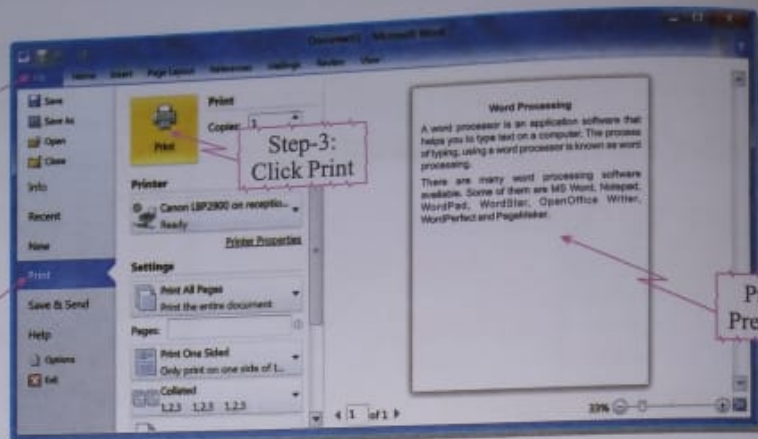 Document1 - Microsoft Word
File Home Insert Page Layout References Mailings Review View
Save
Save As
Open
Close
Info
Recent
New
Print
Save & Send
Help
Options
Exit
Print
Copies: 1
Print
Step-3:
Click Print
Printer
Canon LBP2900 on receptio...
Ready
Printer Properties
Settings
Print All Pages
Print the entire document
Pages:
Print One Sided
Only print on one side of t...
Collated
1,2,3 1,2,3 1,2,3
Word Processing
A word processor is an application software that
helps you to type text on a computer. The process
of typing, using a word processor is known as word
processing.
There are many word processing software
available. Some of them are MS Word, Notepad,
WordPad, WordStar, OpenOffice Writer,
WordPerfect and PageMaker.
P
Pre
1 of 1
33%